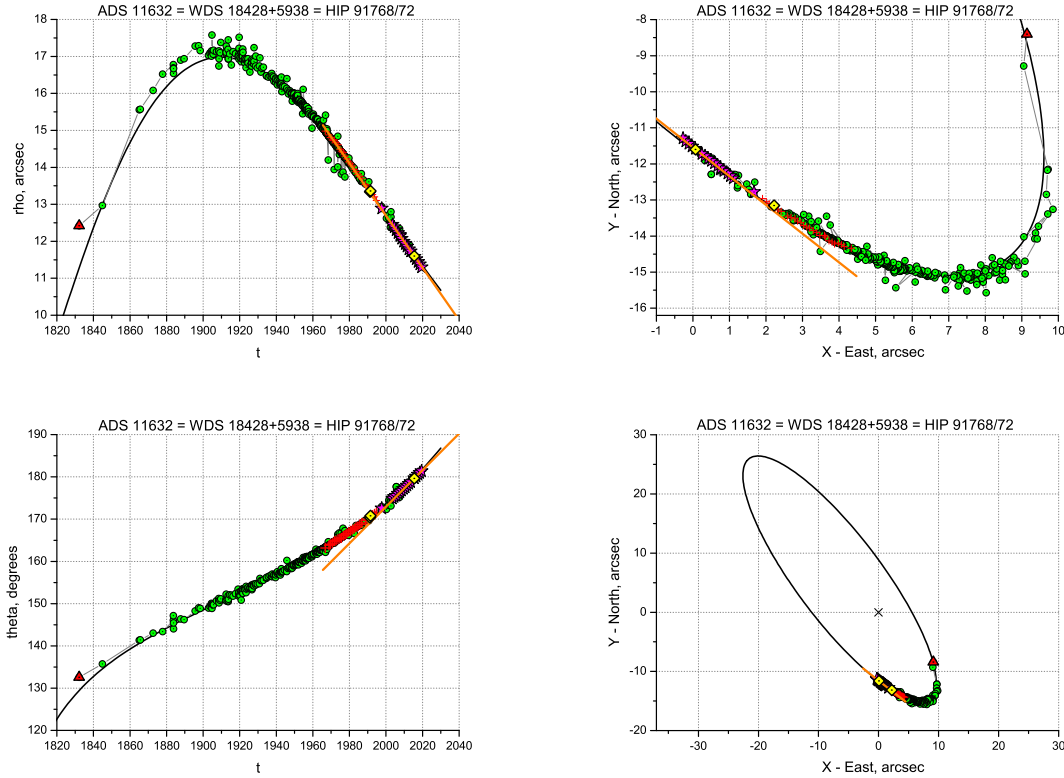 ADS 11632 = WDS 18428+5938 = HIP 91768/72
18
17
16
15
14
13
12
11
10
rho, arcsec
1820 1840 1860 1880 1900 1920 1940 1960 1980 2000 2020 2040
t
ADS 11632 = WDS 18428+5938 = HIP 91768/72
-8
-9
-10
-11
-12
-13
-14
-15
-16
Y - North, arcsec
-1 0 1 2 3 4 5 6 7 8 9 10
X - East, arcsec
ADS 11632 = WDS 18428+5938 = HIP 91768/72
190
180
170
160
150
140
130
120
theta, degrees
1820 1840 1860 1880 1900 1920 1940 1960 1980 2000 2020 2040
t
ADS 11632 = WDS 18428+5938 = HIP 91768/72
30
20
10
0
-10
-20
Y - North, arcsec
-30 -20 -10 0 10 20 30
X - East, arcsec